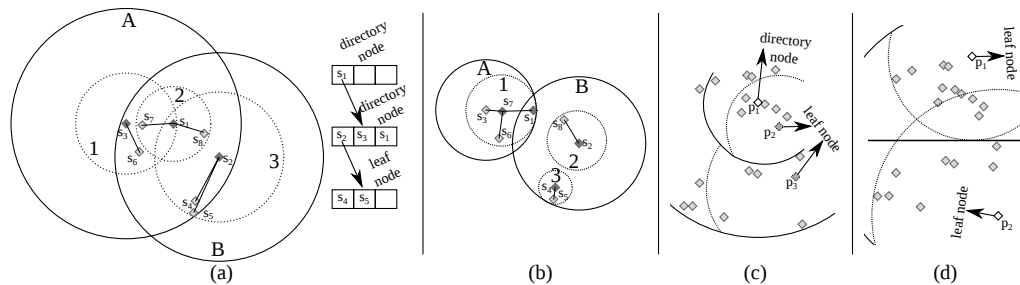 A
directory
node
s1
2
directory
node
s7
s1
s3
s2 s3 s1
1
s6
s8
s2
3
leaf
node
s4
s5
s4 s5
B
(a)
A
1
B
s7
s3
s1
s8
s6
s2
2
3
s4
s5
(b)
directory
node
p1
leaf node
p2
p3
(c)
leaf node
p1
leaf node
p2
(d)